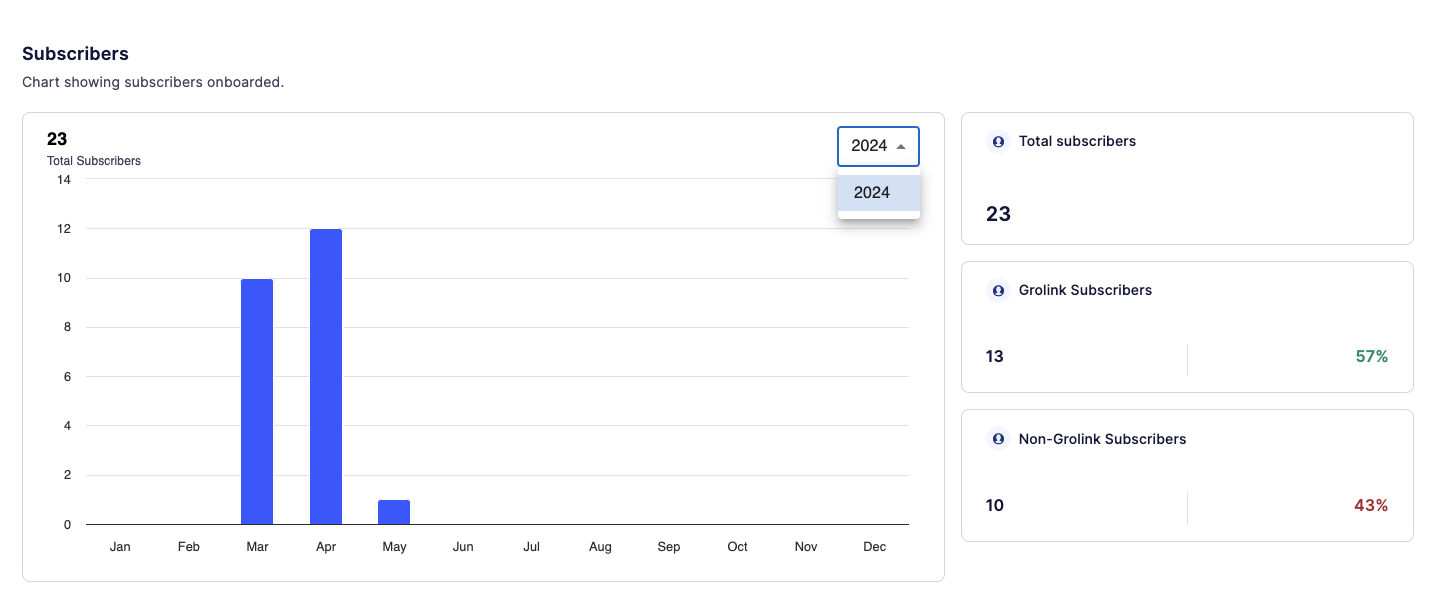 Subscribers
Chart showing subscribers onboarded.
23
Total Subscribers
2024
2024
14
12
10
8
6
4
2
0
Jan Feb Mar Apr May Jun Jul Aug Sep Oct Nov Dec
Total subscribers
23
Grolink Subscribers
13 57%
Non-Grolink Subscribers
10 43%